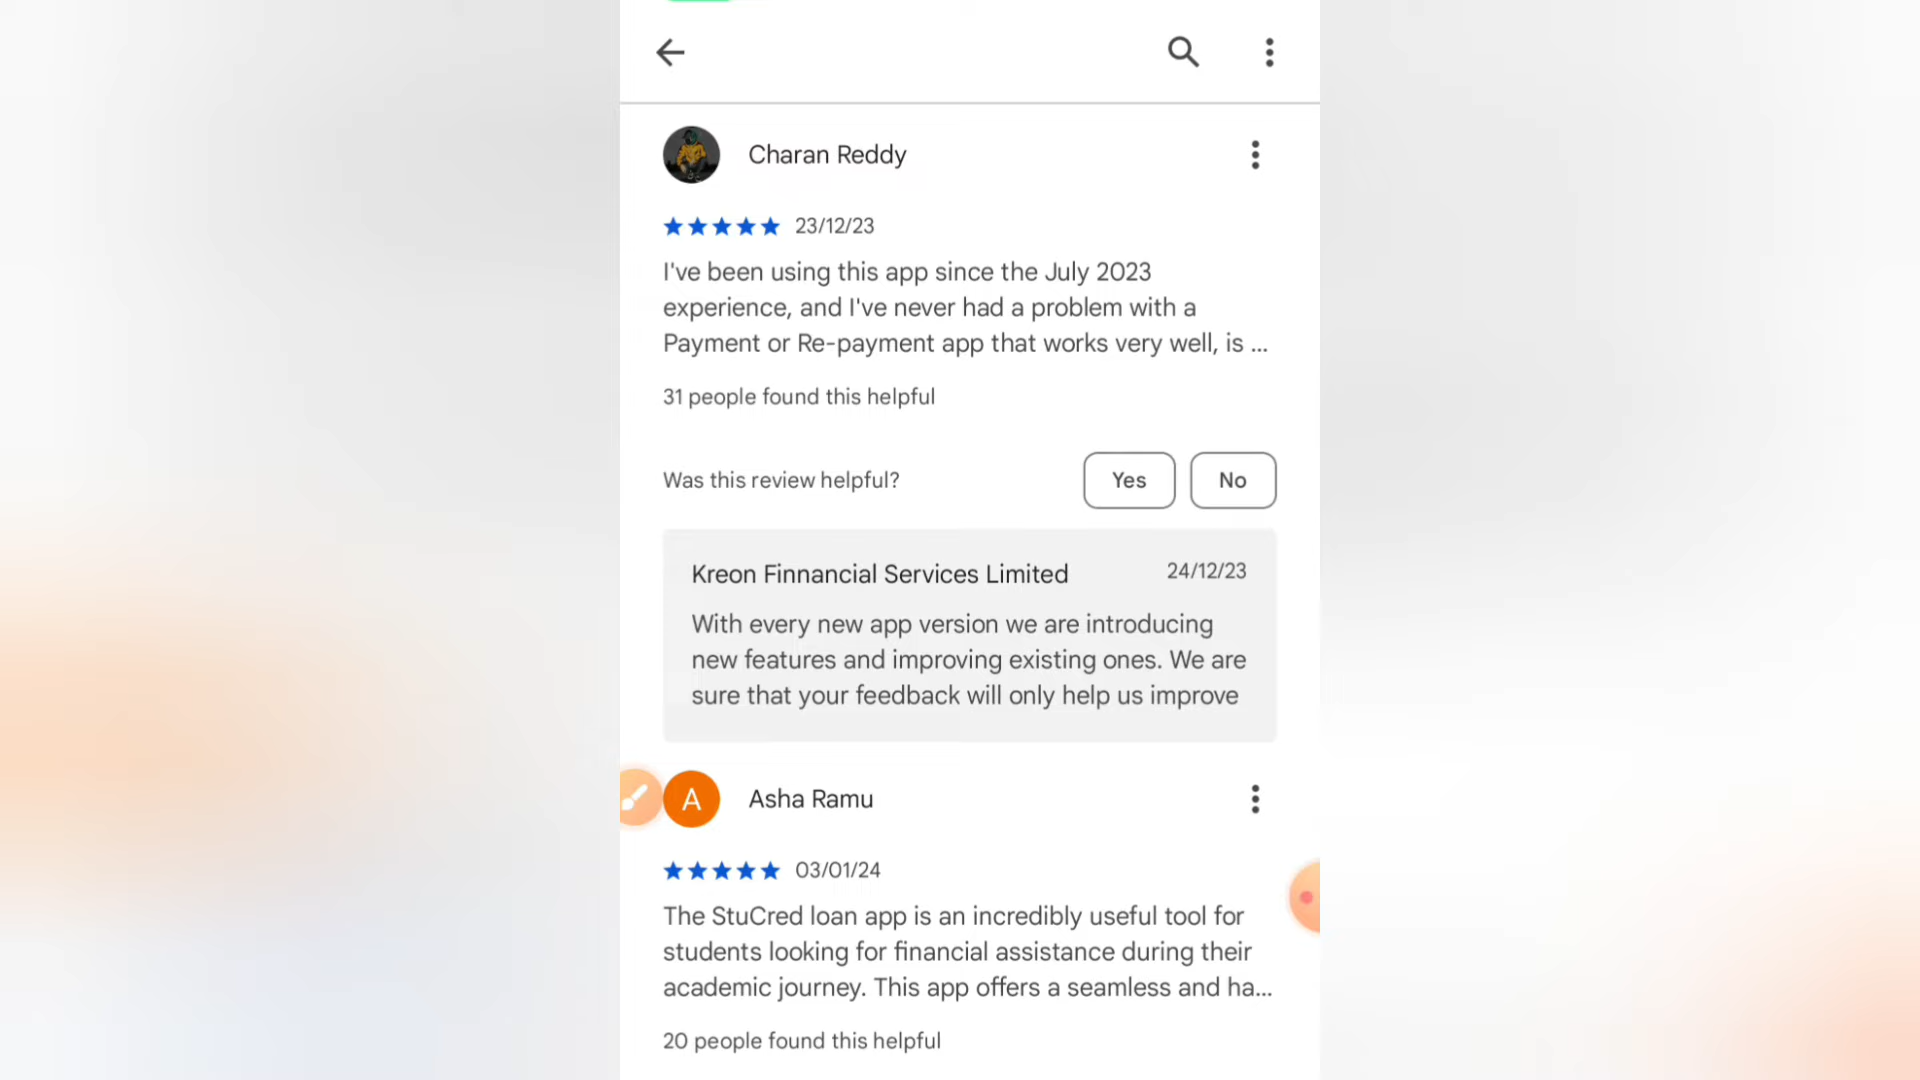 Charan Reddy
23/12/23
I've been using this app since the July 2023
experience, and I've never had a problem with a
Payment or Re-payment app that works very well, is ...
31 people found this helpful
Was this review helpful?
Yes
No
Kreon Finnancial Services Limited
24/12/23
With every new app version we are introducing
new features and improving existing ones. We are
sure that your feedback will only help us improve
A
Asha Ramu
03/01/24
The StuCred loan app is an incredibly useful tool for
students looking for financial assistance during their
academic journey. This app offers a seamless and ha...
20 people found this helpful